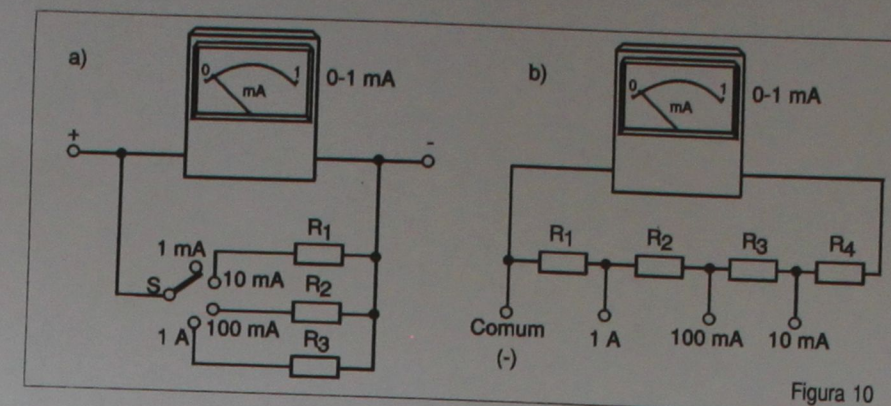 a)
0 1
mA
0-1 mA
+
-
R1
1 mA
10 mA
R2
S
100 mA
1 A
R3
b)
0 1
mA
0-1 mA
R1
R2
R3
R4
Comum
(-)
1 A
100 mA
10 mA
Figura 10